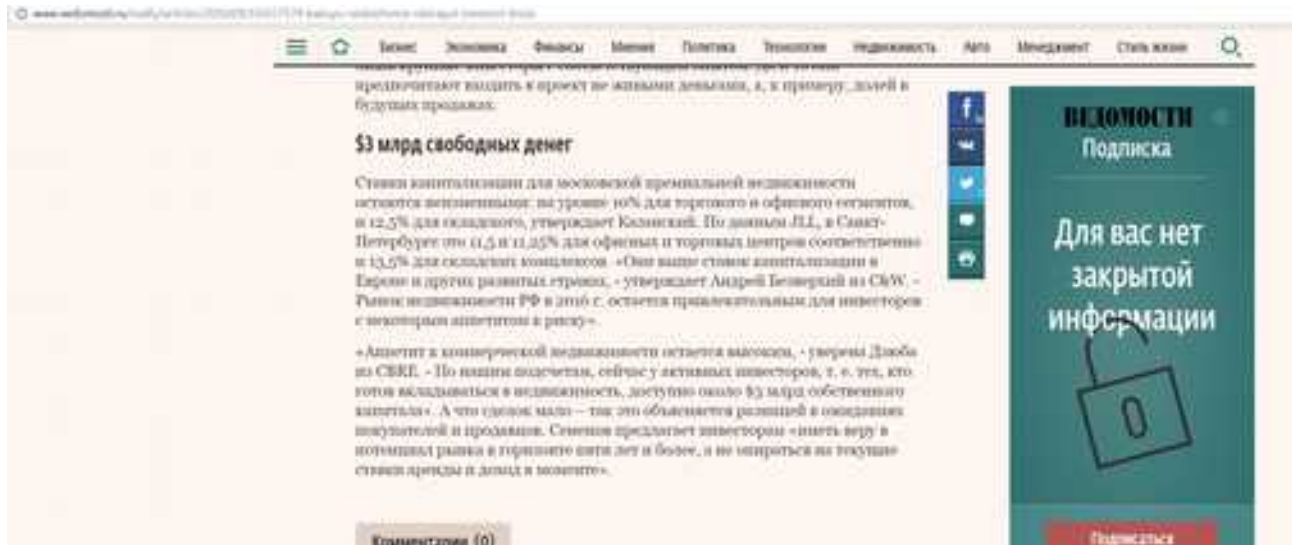 Бизнес Экономика Финансы Мнения Политика Технологии Недвижимость Авто Менеджмент Стиль жизни
предпочитают входить в проект не живыми деньгами, а, к примеру, долей в
будущих продажах.
$3 млрд свободных денег
Ставки капитализации для московской премиальной недвижимости
остаются неизменными: на уровне 10% для торгового и офисного сегментов,
и 12,5% для складского, утверждает Казанский. По данным JLL, в Санкт-
Петербурге это 11,5 и 11,25% для офисных и торговых центров соответственно
и 13,5% для складских комплексов. «Они выше ставок капитализации в
Европе и других развитых странах, - утверждает Андрей Безверхий из C&W. -
Рынок недвижимости РФ в 2016 г. остается привлекательным для инвесторов
с некоторым аппетитом к риску».
«Аппетит к коммерческой недвижимости остается высоким, - уверена Дзюба
из CBRE. - По нашим подсчетам, сейчас у активных инвесторов, т. е. тех, кто
готов вкладываться в недвижимость, доступно около $3 млрд собственного
капитала». А что сделок мало – так это объясняется разницей в ожиданиях
покупателей и продавцов. Семенов предлагает инвесторам «иметь веру в
потенциал рынка в горизонте пяти лет и более, а не опираться на текущие
ставки аренды и доход в моменте».
Комментарии (0)
ВЕДОМОСТИ
Подписка
Для вас нет
закрытой
информации
Подписаться